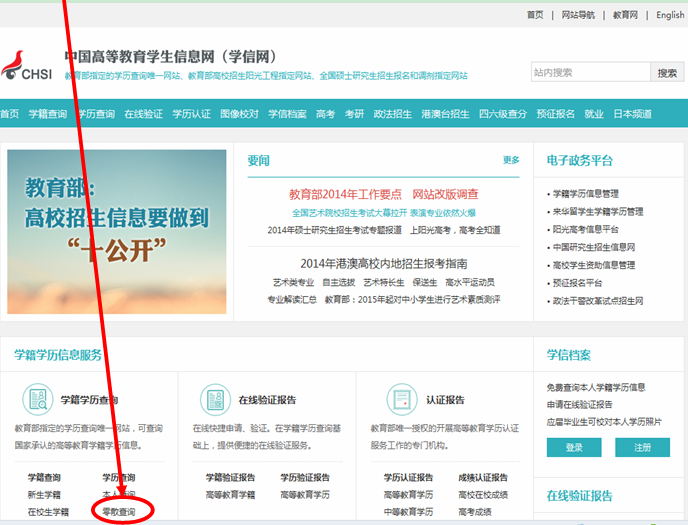 首页 | 网站导航 | 教育网 | English
CHSI
中国高等教育学生信息网（学信网）
教育部指定的学历查询唯一网站、教育部高校招生阳光工程指定网站、全国硕士研究生招生报名和调剂指定网站
站内搜索 搜索
首页 学籍查询 学历查询 在线验证 学历认证 图像校对 学信档案 高考 考研 政法招生 港澳台招生 四六级查分 预征报名 就业 日本频道
教育部:
高校招生信息要做到
“十公开”
要闻 更多
教育部2014年工作要点 网站改版调查
全国艺术院校招生考试大幕拉开 表演专业依然火爆
2014年硕士研究生招生考试专题报道 上阳光高考，高考全知道
2014年港澳高校内地招生报考指南
艺术类专业 自主选拔 艺术特长生 保送生 高水平运动员
专业解读汇总 教育部：2015年起对中小学生进行艺术素质测评
电子政务平台
• 学籍学历信息管理
• 来华留学生学籍学历管理
• 阳光高考信息平台
• 中国研究生招生信息网
• 高校学生资助信息管理
• 预征报名平台
• 政法干警改革试点招生网
学籍学历信息服务
学籍学历查询
教育部指定的学历查询唯一网站，可查询
国家承认的高等教育学籍学历信息。
学籍查询 学历查询
新生学籍 本人查询
在校生学籍 零散查询
在线验证报告
在线快捷申请、验证。在学籍学历查询基
础上，提供便捷的在线验证服务。
学籍验证报告 学历验证报告
高等教育学籍 高等教育学历
认证报告
教育部唯一授权的开展高等教育学历认证
服务工作的专门机构。
学历认证报告 成绩认证报告
高等教育学历 高校在校成绩
中等教育学历 高考成绩
学信档案
免费查询本人学籍学历信息
申请在线验证报告
应届毕业生可校对本人学历照片
登录 注册
在线验证报告